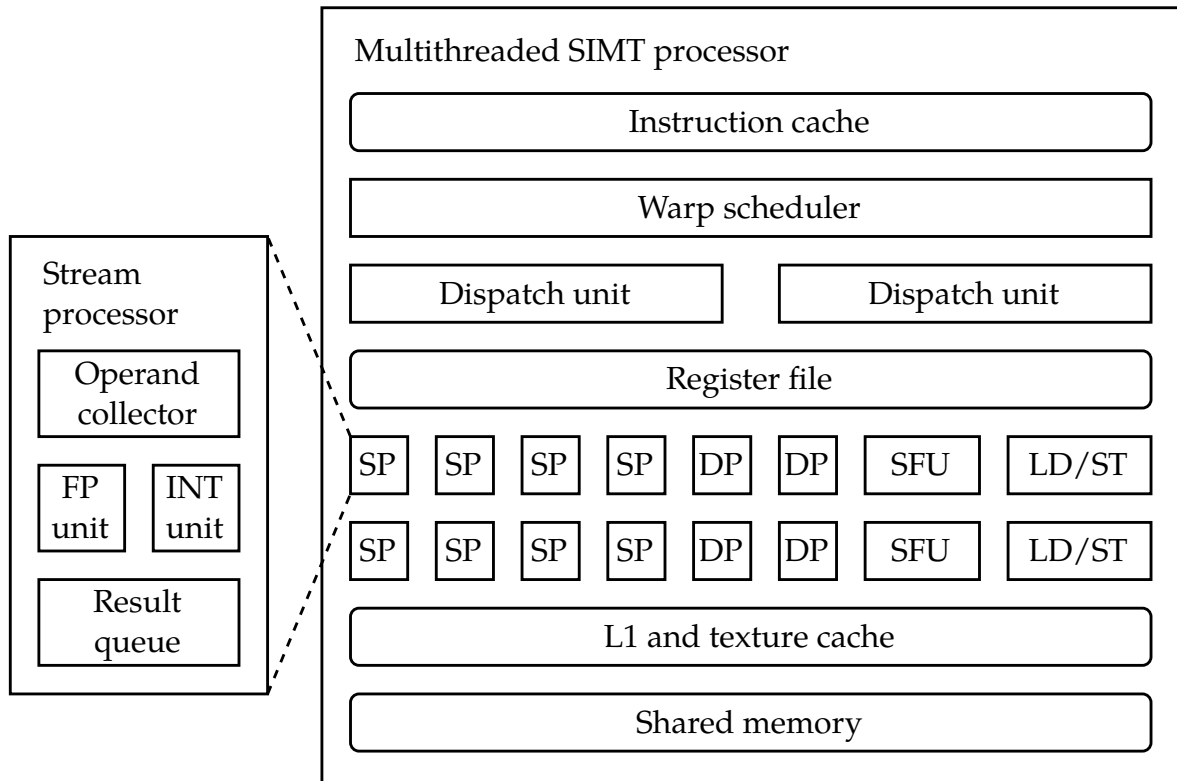 Multithreaded SIMT processor
Instruction cache
Warp scheduler
Dispatch unit Dispatch unit
Register file
SP SP SP SP DP DP SFU LD/ST
SP SP SP SP DP DP SFU LD/ST
L1 and texture cache
Shared memory
Stream
processor
Operand
collector
FP
unit
INT
unit
Result
queue